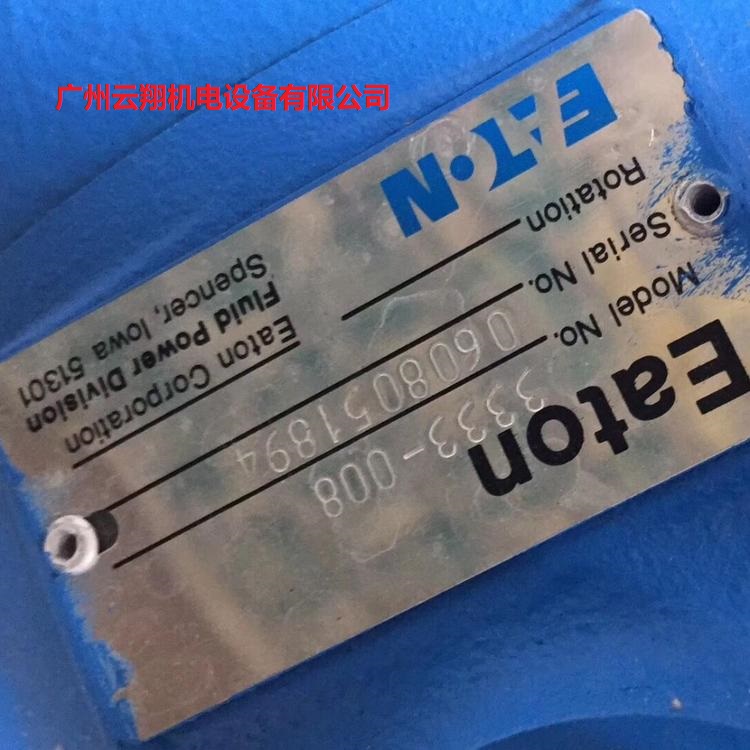 广州云翔机电设备有限公司
Eaton
Model No. 3333-008
Serial No. 0608051894
Rotation
EATON
Eaton Corporation
Fluid Power Division
Spencer, Iowa 51301